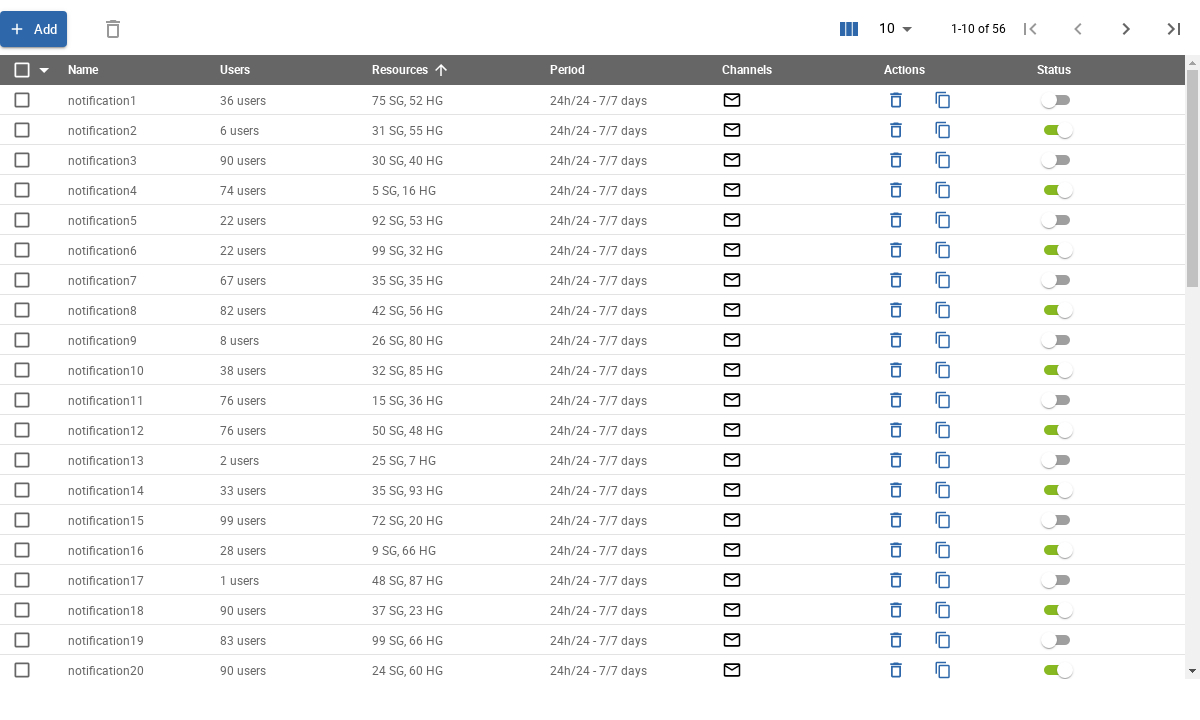 Add 10 1-10 of 56
Name Users Resources Period Channels Actions Status
notification1 36 users 75 SG, 52 HG 24h/24 - 7/7 days
notification2 6 users 31 SG, 55 HG 24h/24 - 7/7 days
notification3 90 users 30 SG, 40 HG 24h/24 - 7/7 days
notification4 74 users 5 SG, 16 HG 24h/24 - 7/7 days
notification5 22 users 92 SG, 53 HG 24h/24 - 7/7 days
notification6 22 users 99 SG, 32 HG 24h/24 - 7/7 days
notification7 67 users 35 SG, 35 HG 24h/24 - 7/7 days
notification8 82 users 42 SG, 56 HG 24h/24 - 7/7 days
notification9 8 users 26 SG, 80 HG 24h/24 - 7/7 days
notification10 38 users 32 SG, 85 HG 24h/24 - 7/7 days
notification11 76 users 15 SG, 36 HG 24h/24 - 7/7 days
notification12 76 users 50 SG, 48 HG 24h/24 - 7/7 days
notification13 2 users 25 SG, 7 HG 24h/24 - 7/7 days
notification14 33 users 35 SG, 93 HG 24h/24 - 7/7 days
notification15 99 users 72 SG, 20 HG 24h/24 - 7/7 days
notification16 28 users 9 SG, 66 HG 24h/24 - 7/7 days
notification17 1 users 48 SG, 87 HG 24h/24 - 7/7 days
notification18 90 users 37 SG, 23 HG 24h/24 - 7/7 days
notification19 83 users 99 SG, 66 HG 24h/24 - 7/7 days
notification20 90 users 24 SG, 60 HG 24h/24 - 7/7 days